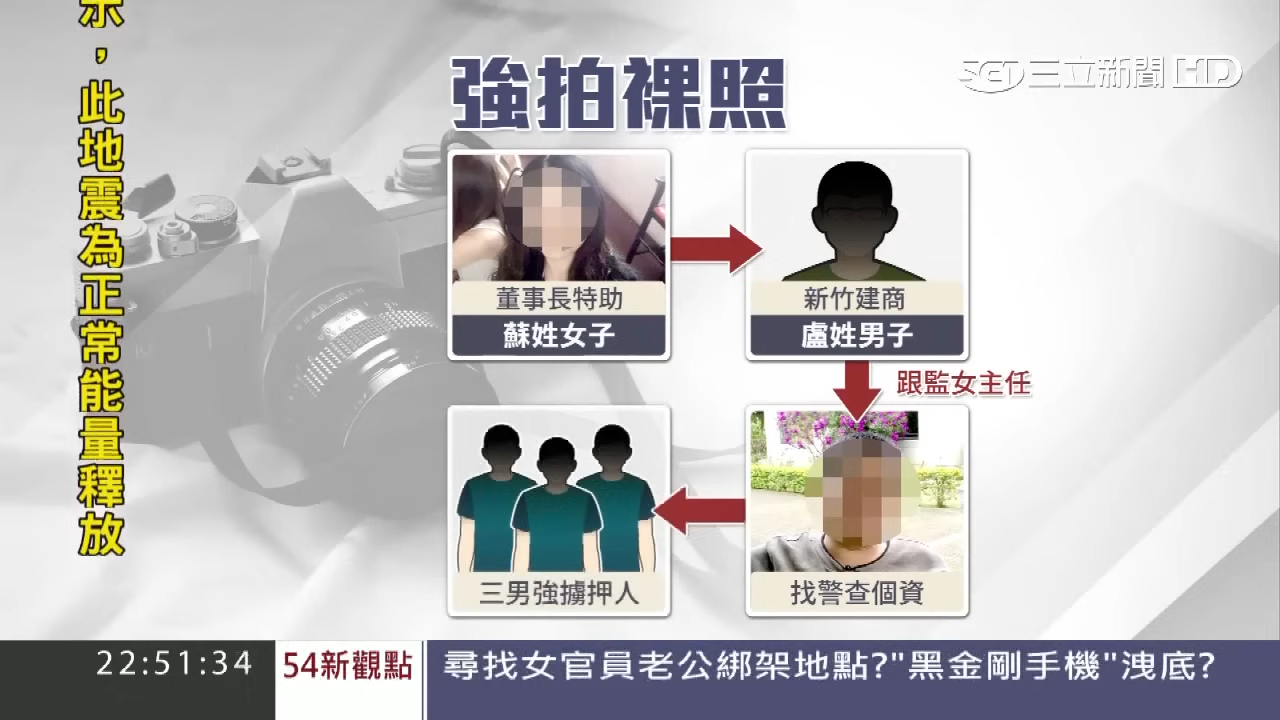 示，此地震為正常能量釋放
強拍裸照
SET三立新聞HD
董事長特助
蘇姓女子
新竹建商
盧姓男子
跟監女主任
三男強擄押人
找警查個資
22:51:34
54新觀點
尋找女官員老公綁架地點?"黑金剛手機"洩底?